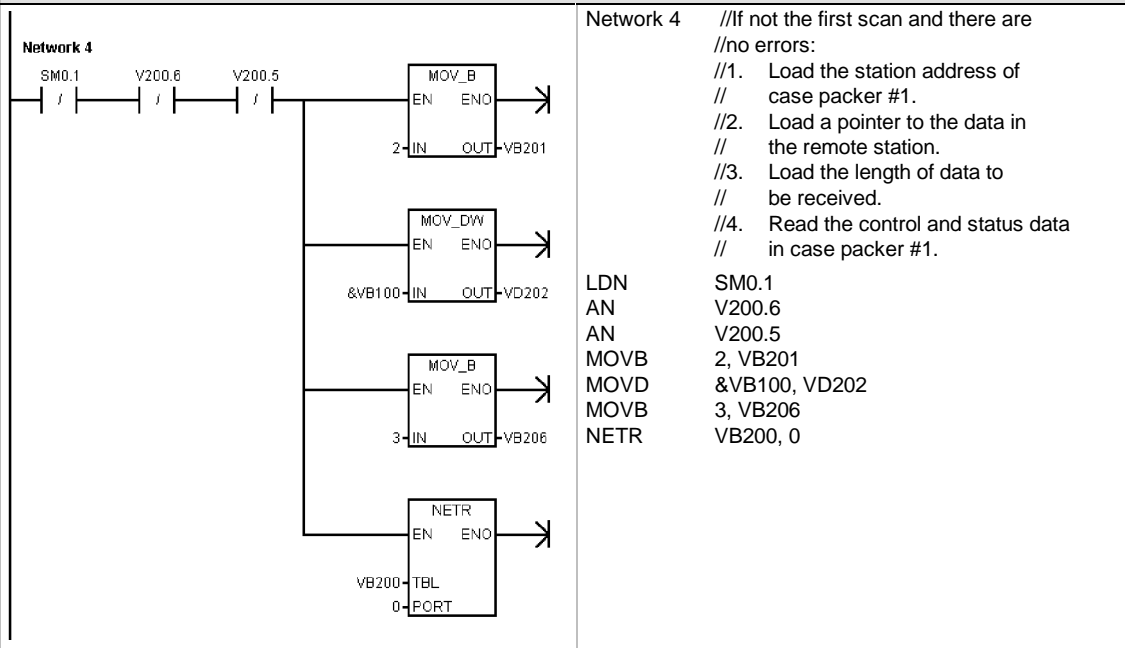 Network 4
SM0.1 V200.6 V200.5
/ / /
MOV_B
EN ENO
2 IN OUT VB201
MOV_DW
EN ENO
&VB100 IN OUT VD202
MOV_B
EN ENO
3 IN OUT VB206
NETR
EN ENO
VB200 TBL
0 PORT
Network 4 //If not the first scan and there are
//no errors:
//1. Load the station address of
// case packer #1.
//2. Load a pointer to the data in
// the remote station.
//3. Load the length of data to
// be received.
//4. Read the control and status data
// in case packer #1.
LDN SM0.1
AN V200.6
AN V200.5
MOVB 2, VB201
MOVD &VB100, VD202
MOVB 3, VB206
NETR VB200, 0